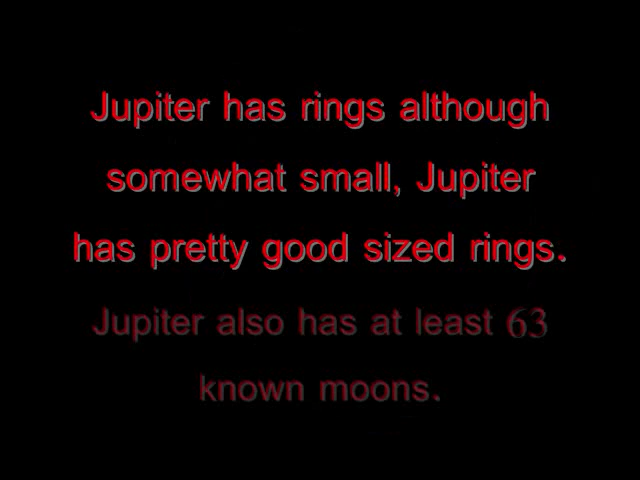 Jupiter has rings although
somewhat small, Jupiter
has pretty good sized rings.
Jupiter also has at least 63
known moons.